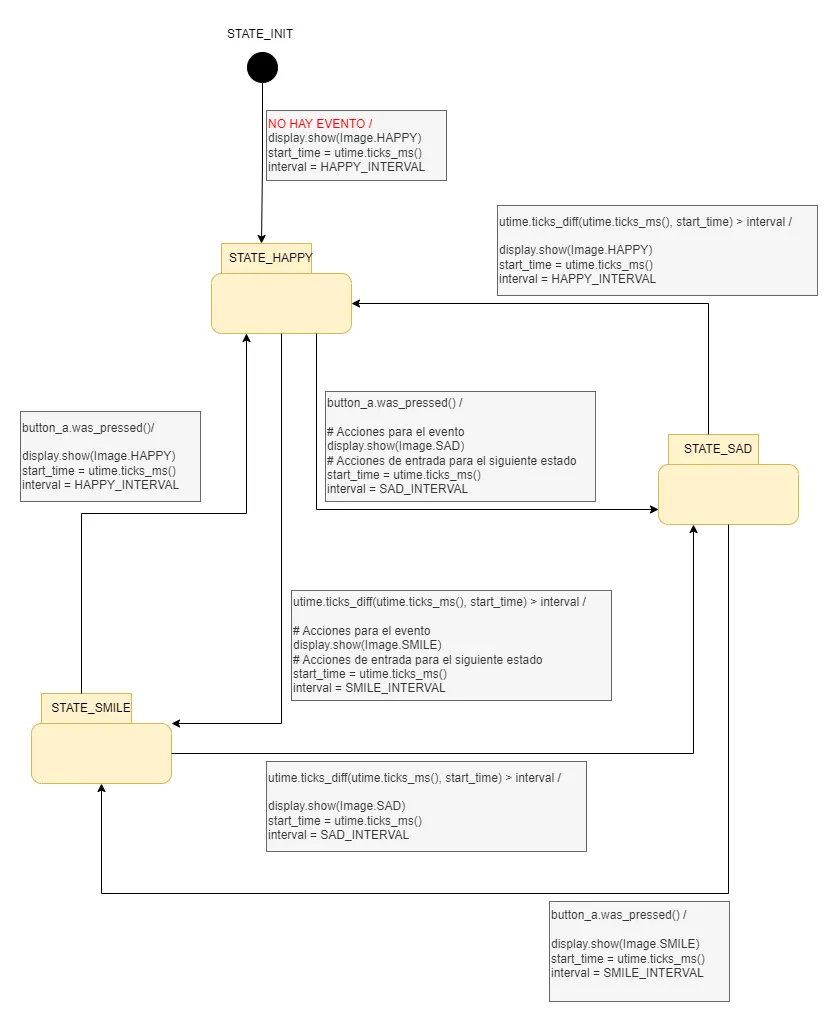 STATE_INIT
NO HAY EVENTO /
display.show(Image.HAPPY)
start_time = utime.ticks_ms()
interval = HAPPY_INTERVAL
utime.ticks_diff(utime.ticks_ms(), start_time) > interval /
display.show(Image.HAPPY)
start_time = utime.ticks_ms()
interval = HAPPY_INTERVAL
STATE_HAPPY
button_a.was_pressed() /
# Acciones para el evento
display.show(Image.SAD)
# Acciones de entrada para el siguiente estado
start_time = utime.ticks_ms()
interval = SAD_INTERVAL
button_a.was_pressed()/
display.show(Image.HAPPY)
start_time = utime.ticks_ms()
interval = HAPPY_INTERVAL
STATE_SAD
utime.ticks_diff(utime.ticks_ms(), start_time) > interval /
# Acciones para el evento
display.show(Image.SMILE)
# Acciones de entrada para el siguiente estado
start_time = utime.ticks_ms()
interval = SMILE_INTERVAL
STATE_SMILE
utime.ticks_diff(utime.ticks_ms(), start_time) > interval /
display.show(Image.SAD)
start_time = utime.ticks_ms()
interval = SAD_INTERVAL
button_a.was_pressed() /
display.show(Image.SMILE)
start_time = utime.ticks_ms()
interval = SMILE_INTERVAL